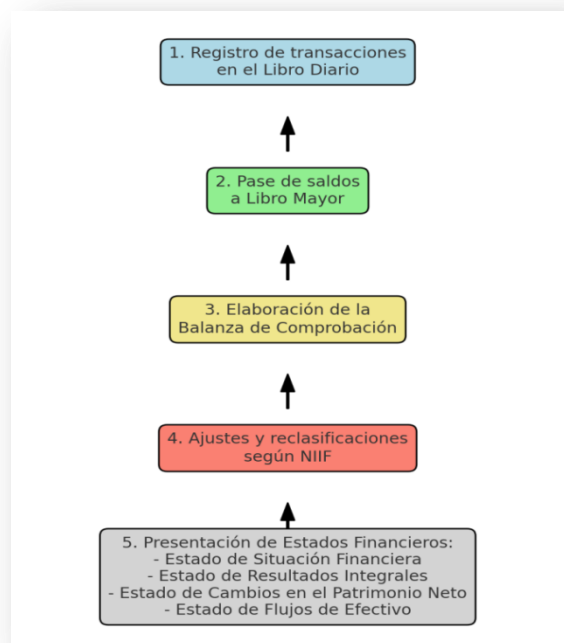 1. Registro de transacciones
en el Libro Diario
2. Pase de saldos
a Libro Mayor
3. Elaboración de la
Balanza de Comprobación
4. Ajustes y reclasificaciones
según NIIF
5. Presentación de Estados Financieros:
- Estado de Situación Financiera
- Estado de Resultados Integrales
- Estado de Cambios en el Patrimonio Neto
- Estado de Flujos de Efectivo